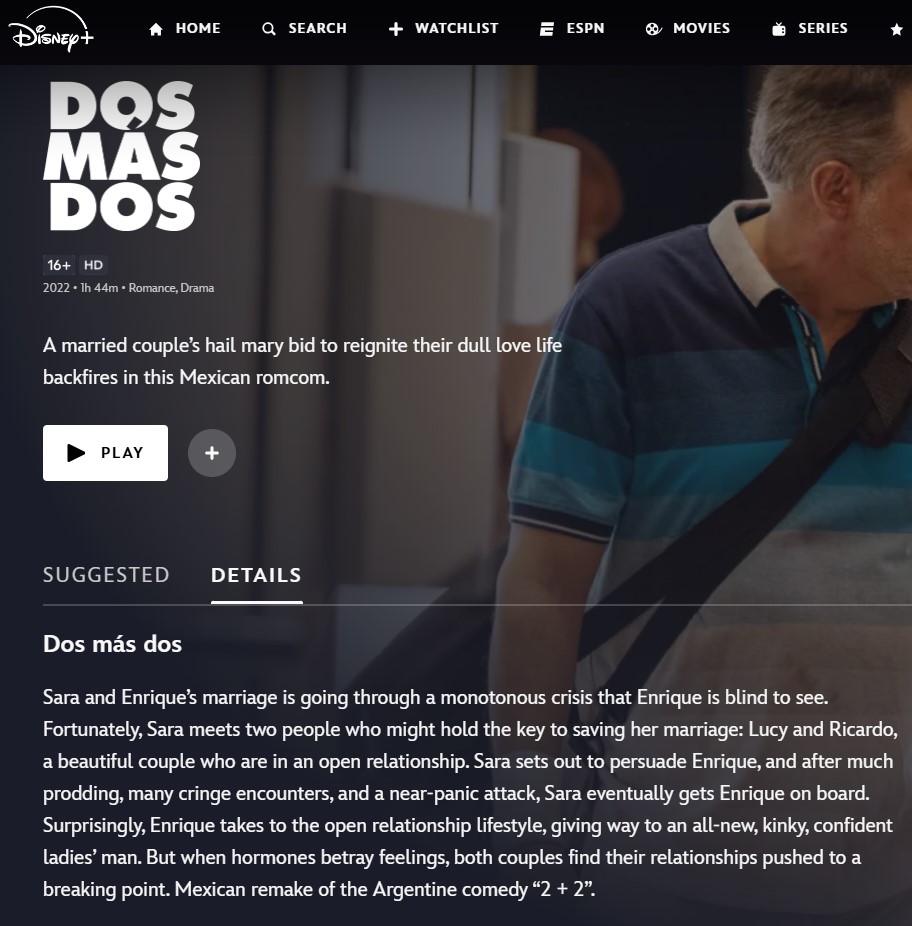 Disney+
HOME
SEARCH
WATCHLIST
ESPN
MOVIES
SERIES
DOS
MÁS
DOS
16+ HD
2022 • 1h 44m • Romance, Drama
A married couple’s hail mary bid to reignite their dull love life
backfires in this Mexican romcom.
PLAY
SUGGESTED
DETAILS
Dos más dos
Sara and Enrique’s marriage is going through a monotonous crisis that Enrique is blind to see.
Fortunately, Sara meets two people who might hold the key to saving her marriage: Lucy and Ricardo,
a beautiful couple who are in an open relationship. Sara sets out to persuade Enrique, and after much
prodding, many cringe encounters, and a near-panic attack, Sara eventually gets Enrique on board.
Surprisingly, Enrique takes to the open relationship lifestyle, giving way to an all-new, kinky, confident
ladies’ man. But when hormones betray feelings, both couples find their relationships pushed to a
breaking point. Mexican remake of the Argentine comedy “2 + 2”.